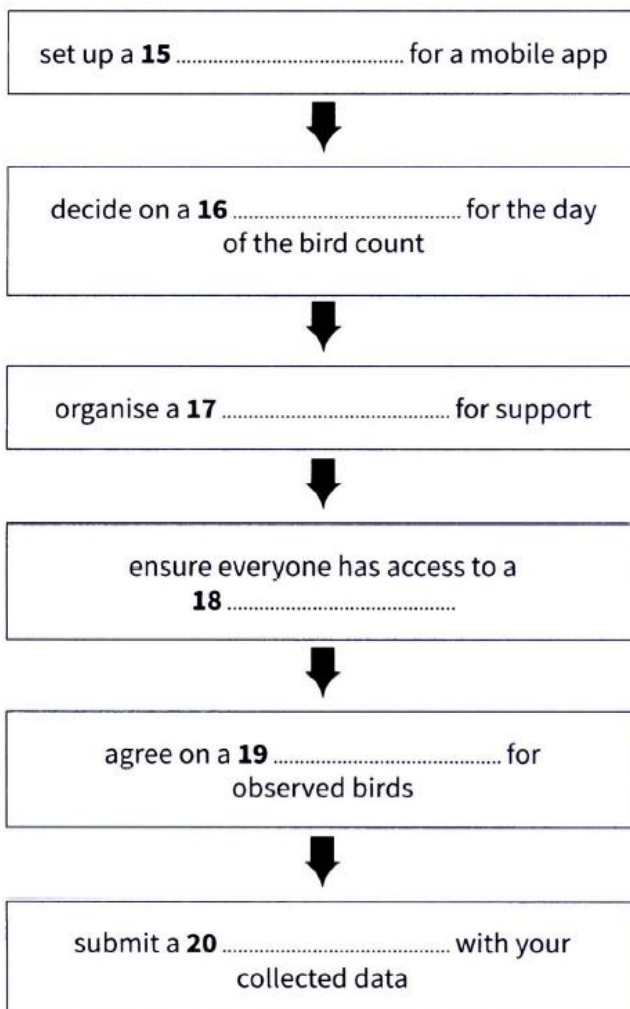 set up a 15 ........................................ for a mobile app
decide on a 16 ........................................ for the day
of the bird count
organise a 17 ........................................ for support
ensure everyone has access to a
18 ........................................
agree on a 19 ........................................ for
observed birds
submit a 20 ........................................ with your
collected data